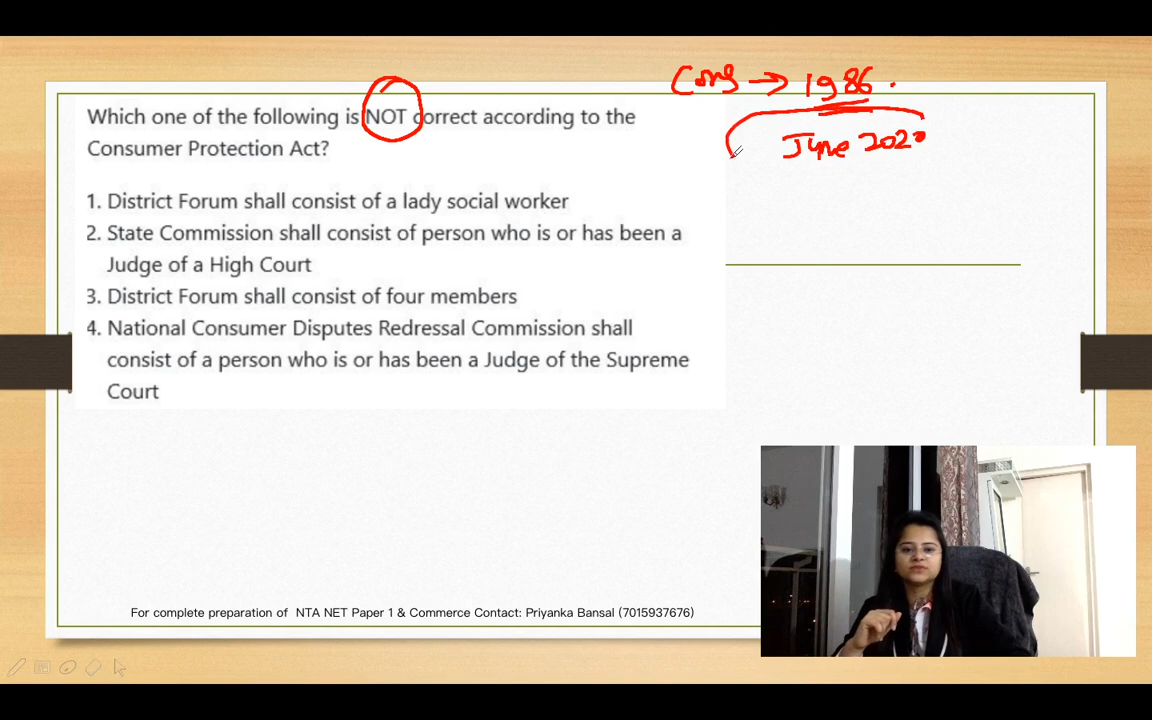 Cons → 1986.
June 2020
Which one of the following is NOT correct according to the
Consumer Protection Act?
1. District Forum shall consist of a lady social worker
2. State Commission shall consist of person who is or has been a
Judge of a High Court
3. District Forum shall consist of four members
4. National Consumer Disputes Redressal Commission shall
consist of a person who is or has been a Judge of the Supreme
Court
For complete preparation of NTA NET Paper 1 & Commerce Contact: Priyanka Bansal (7015937676)